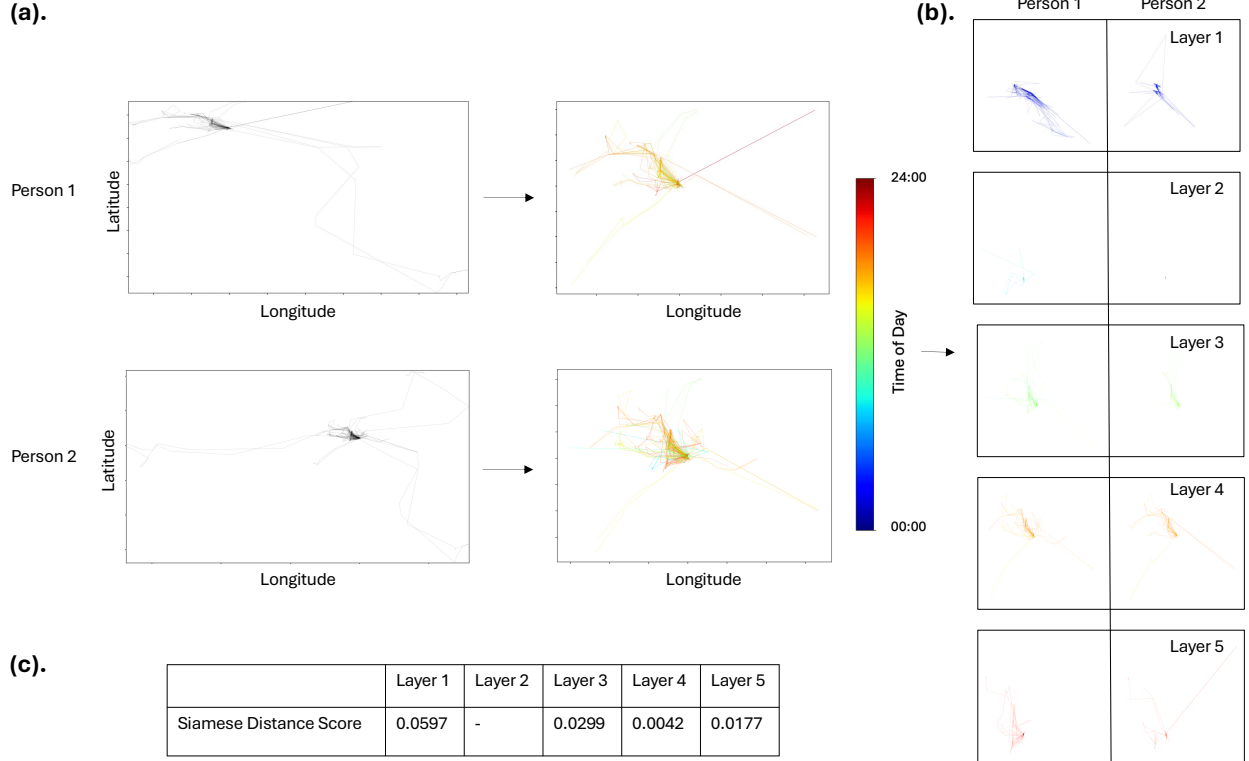 (a).
Person 1
Latitude
Longitude
Longitude
Person 2
Latitude
Longitude
Longitude
24:00
Time of Day
00:00
(b).
Person 1
Person 2
Layer 1
Layer 2
Layer 3
Layer 4
Layer 5
(c).
Layer 1 Layer 2 Layer 3 Layer 4 Layer 5
Siamese Distance Score 0.0597 - 0.0299 0.0042 0.0177